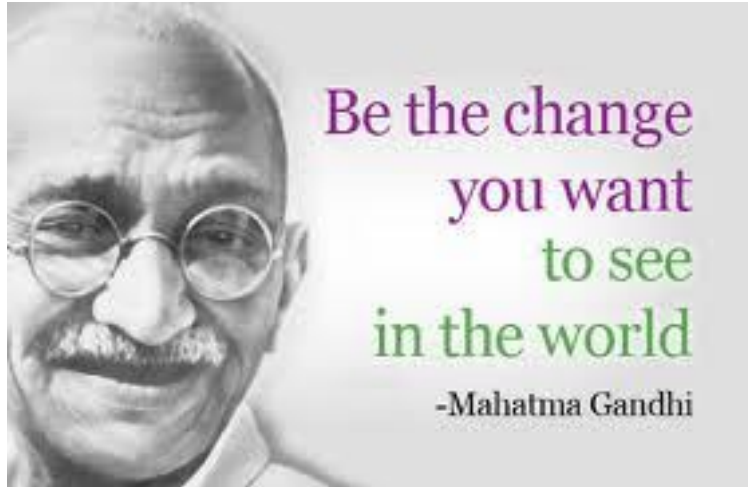 Be the change
you want
to see
in the world
-Mahatma Gandhi